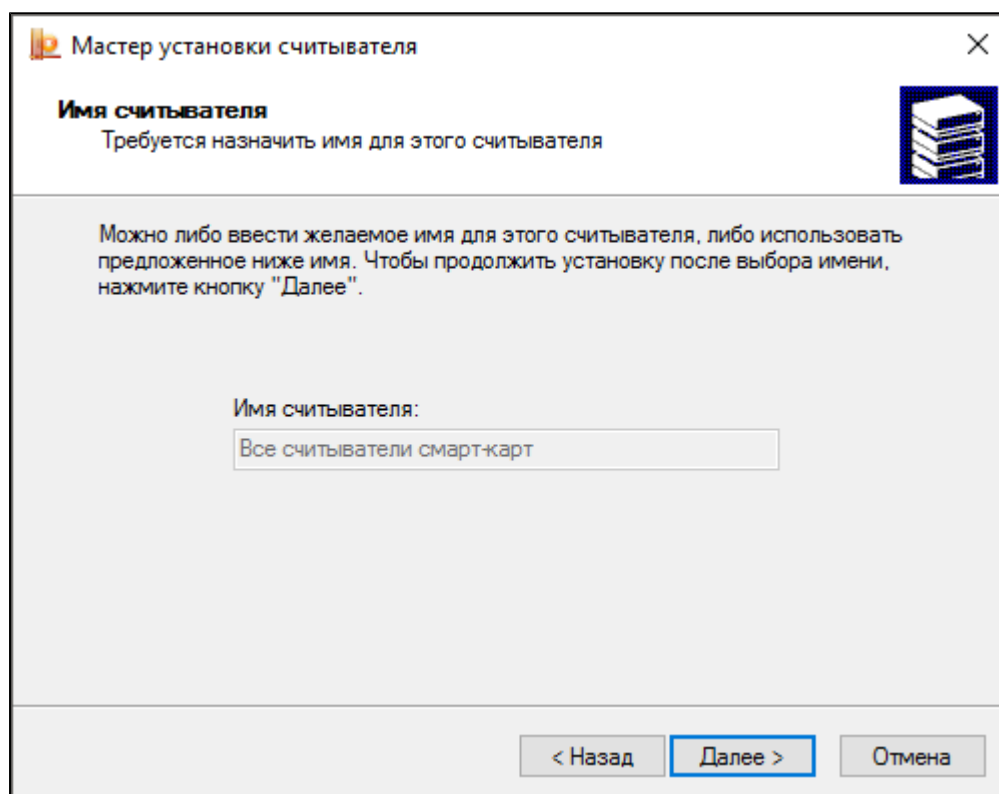 Мастер установки считывателя
Имя считывателя
Требуется назначить имя для этого считывателя
Можно либо ввести желаемое имя для этого считывателя, либо использовать
предложенное ниже имя. Чтобы продолжить установку после выбора имени,
нажмите кнопку "Далее".
Имя считывателя:
Все считыватели смарт-карт
< Назад
Далее >
Отмена